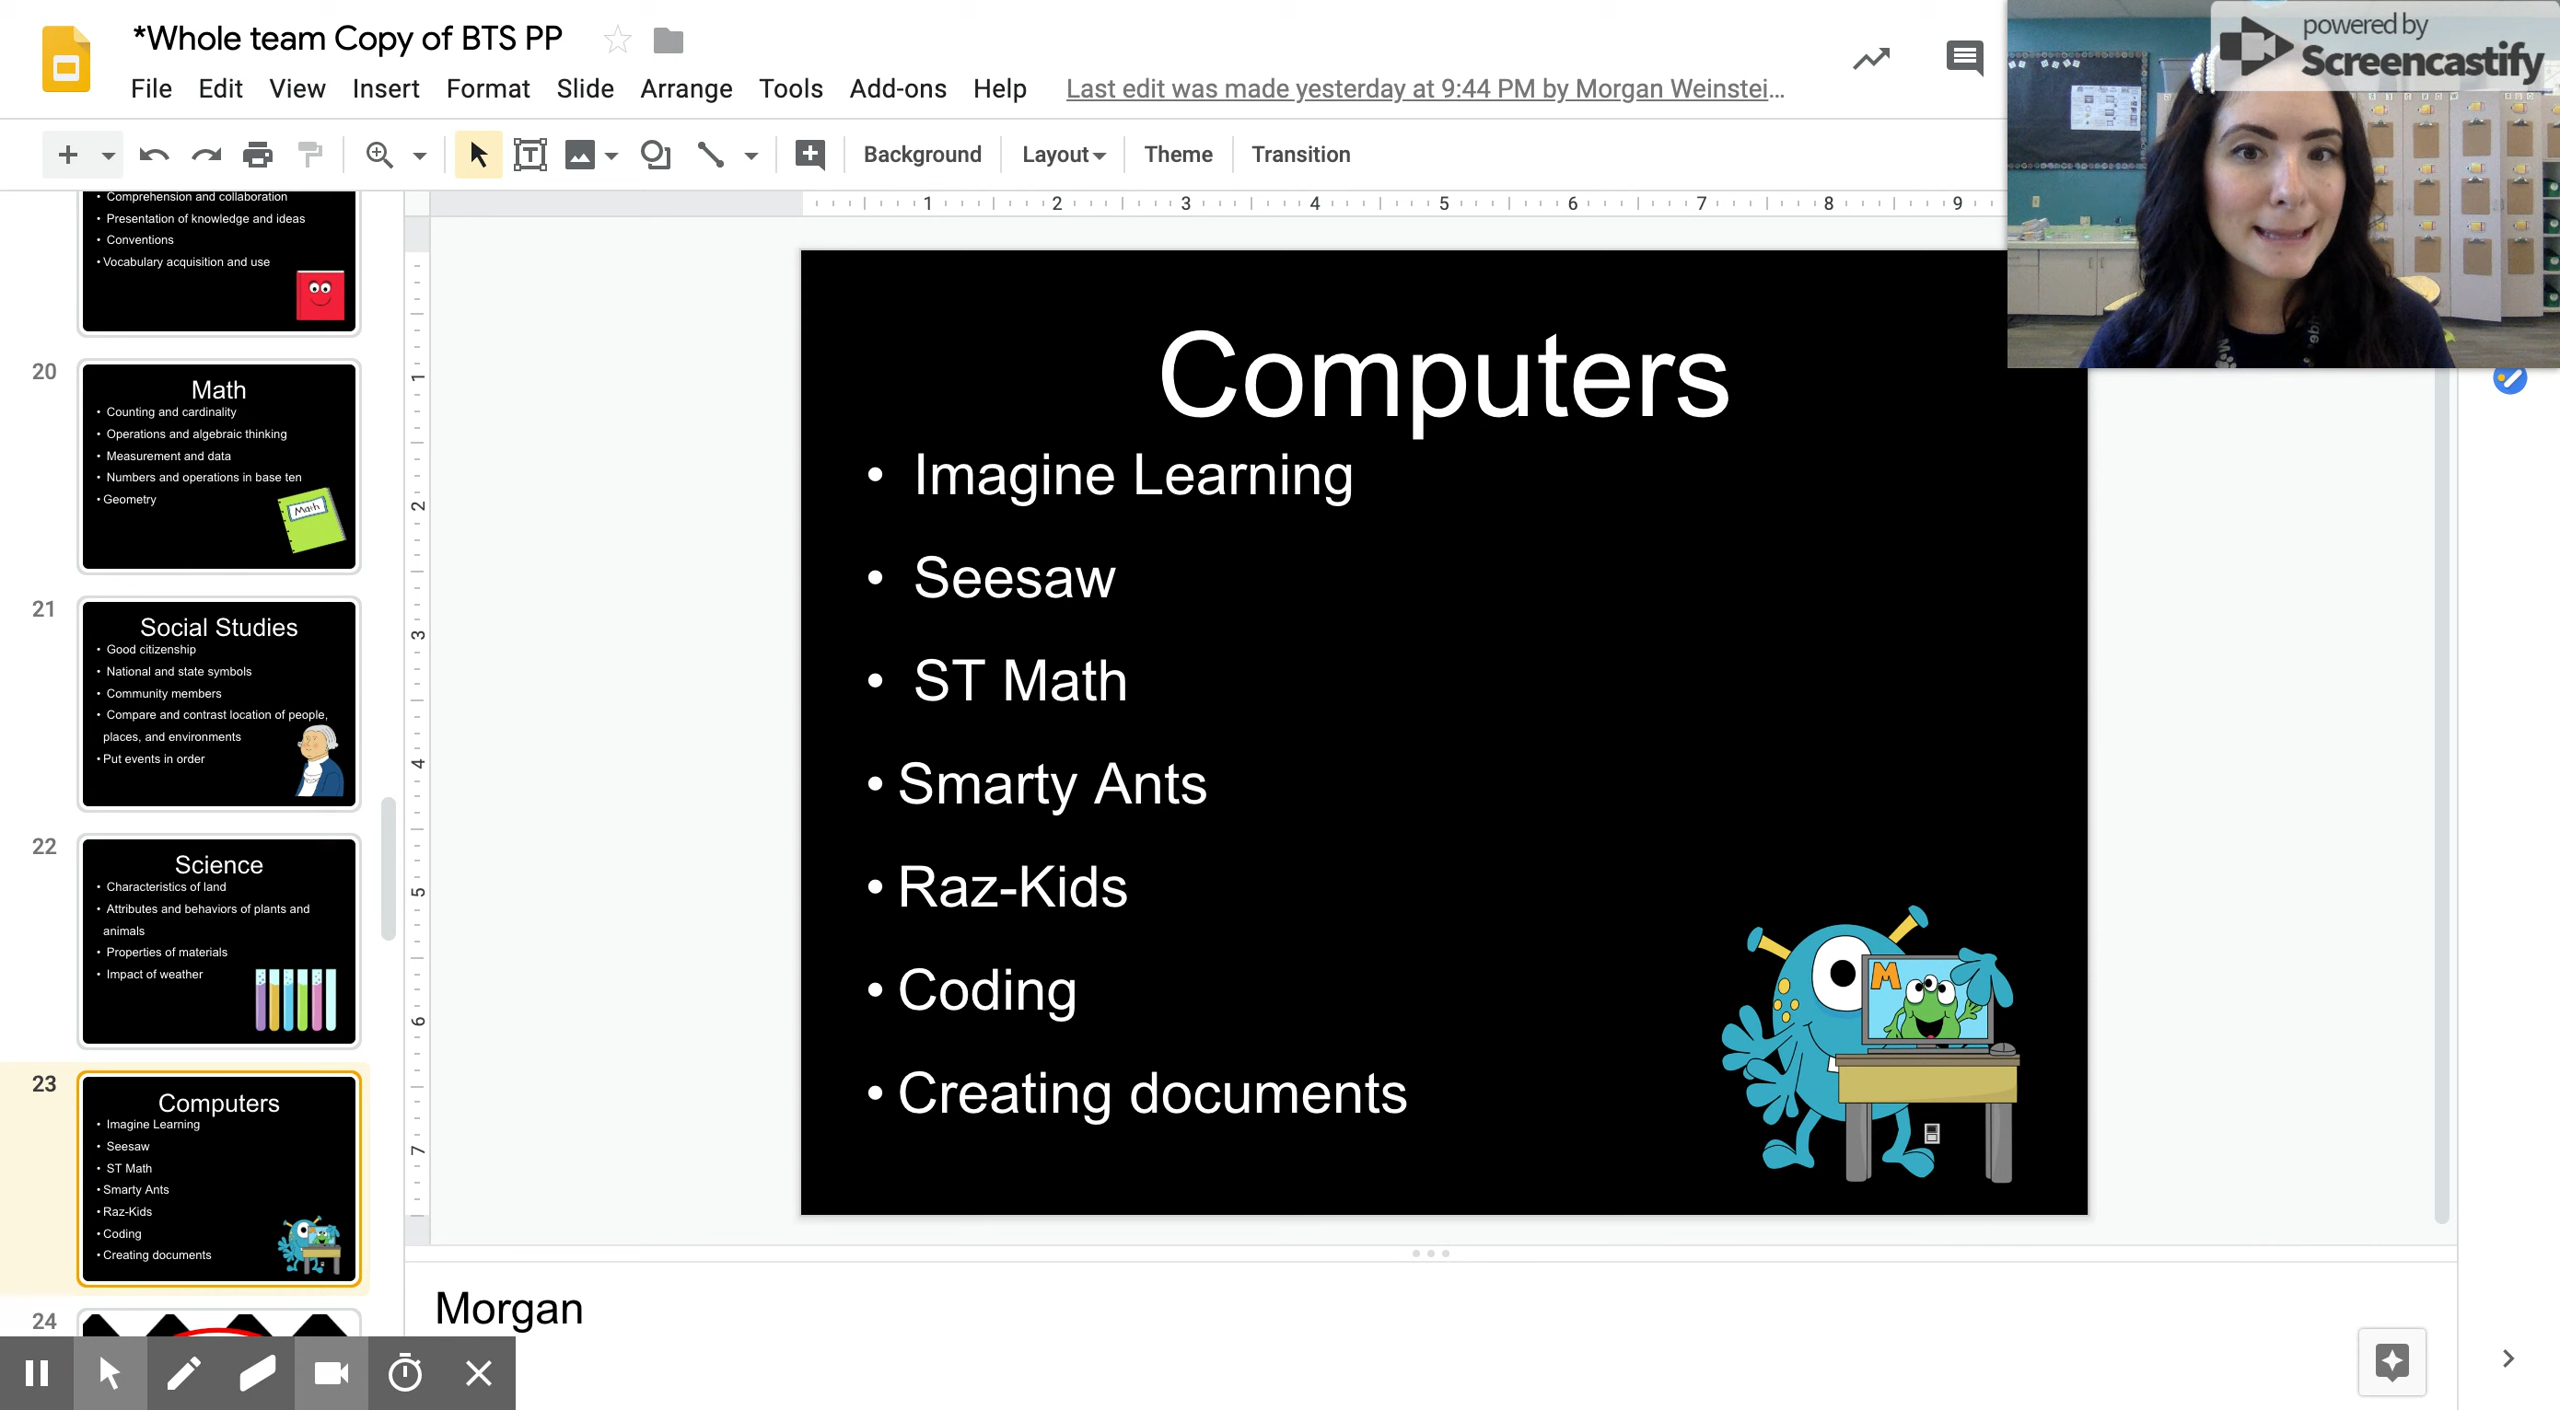 *Whole team Copy of BTS PP
File Edit View Insert Format Slide Arrange Tools Add-ons Help Last edit was made yesterday at 9:44 PM by Morgan Weinstei...
Background Layout Theme Transition
powered by
Screencastify
1 2 3 4 5 6 7 8 9
1
2
3
4
5
6
7
• Comprehension and collaboration
• Presentation of knowledge and ideas
• Conventions
• Vocabulary acquisition and use
20
Math
• Counting and cardinality
• Operations and algebraic thinking
• Measurement and data
• Numbers and operations in base ten
• Geometry
Math
21
Social Studies
• Good citizenship
• National and state symbols
• Community members
• Compare and contrast location of people,
places, and environments
• Put events in order
22
Science
• Characteristics of land
• Attributes and behaviors of plants and
animals
• Properties of materials
• Impact of weather
23
Computers
• Imagine Learning
• Seesaw
• ST Math
• Smarty Ants
• Raz-Kids
• Coding
• Creating documents
24
Computers
• Imagine Learning
• Seesaw
• ST Math
• Smarty Ants
• Raz-Kids
• Coding
• Creating documents
M
Morgan